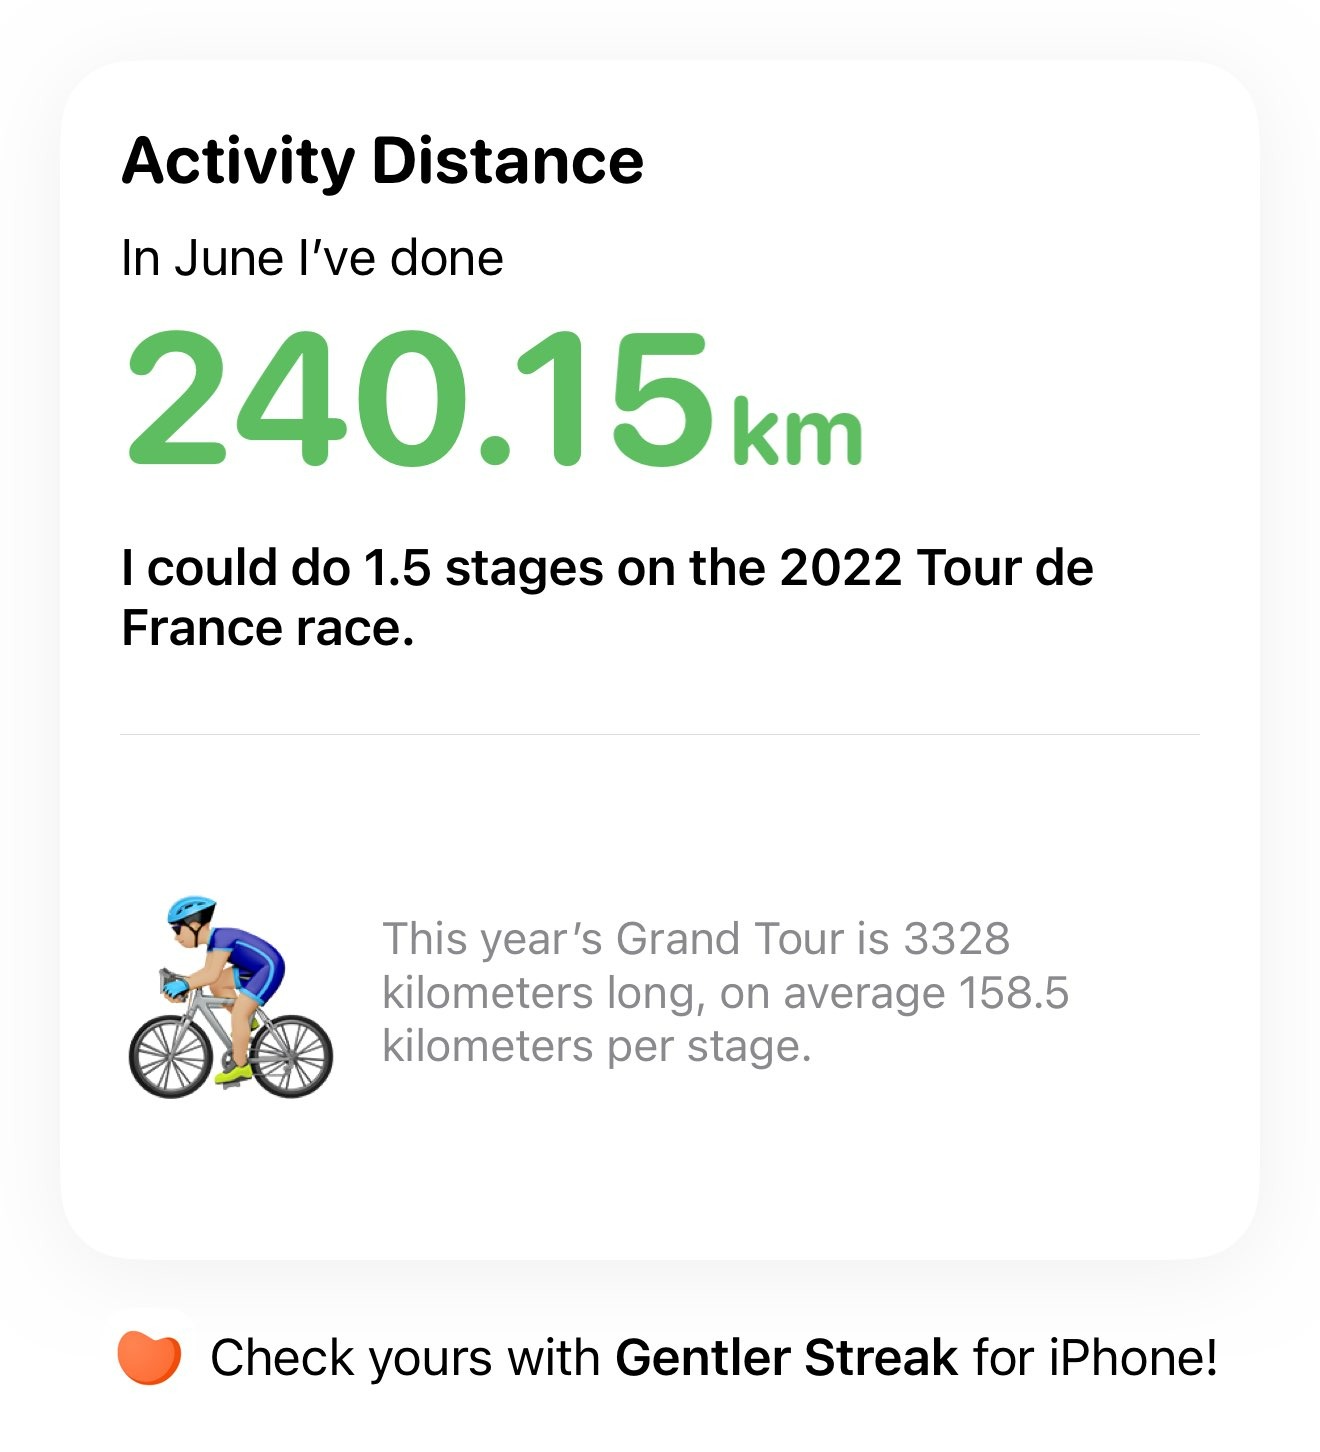 Activity Distance
In June I’ve done
240.15 km
I could do 1.5 stages on the 2022 Tour de
France race.
This year’s Grand Tour is 3328
kilometers long, on average 158.5
kilometers per stage.
Check yours with Gentler Streak for iPhone!